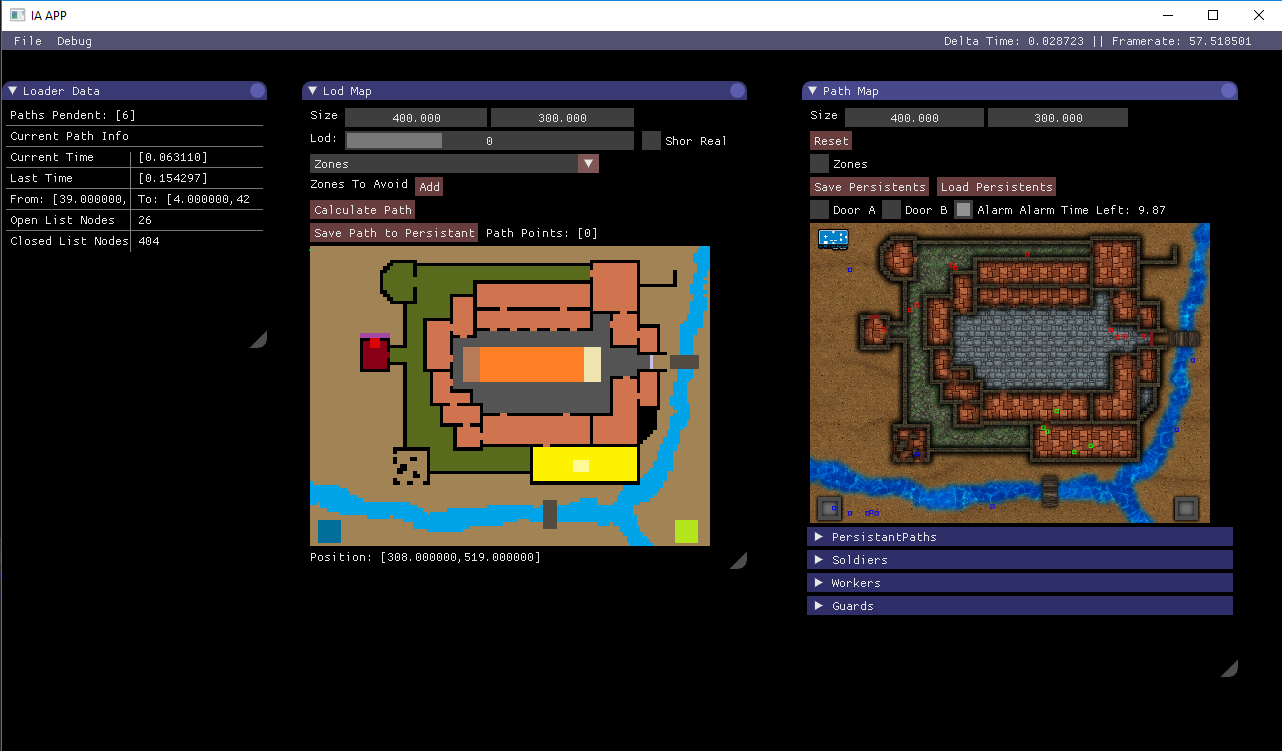 IA APP
File Debug
Delta Time: 0.028723 || Framerate: 57.518501
Loader Data
Paths Pendent: [6]
Current Path Info
Current Time [0.063110]
Last Time [0.154297]
From: [39.000000, To: [4.000000,42
Open List Nodes 26
Closed List Nodes 404
Lod Map
Size 400.000 300.000
Lod: 0 Shor Real
Zones
Zones To Avoid Add
Calculate Path
Save Path to Persistant Path Points: [0]
Position: [308.000000,519.000000]
Path Map
Size 400.000 300.000
Reset
Zones
Save Persistents Load Persistents
Door A Door B Alarm Alarm Time Left: 9.87
PersistantPaths
Soldiers
Workers
Guards